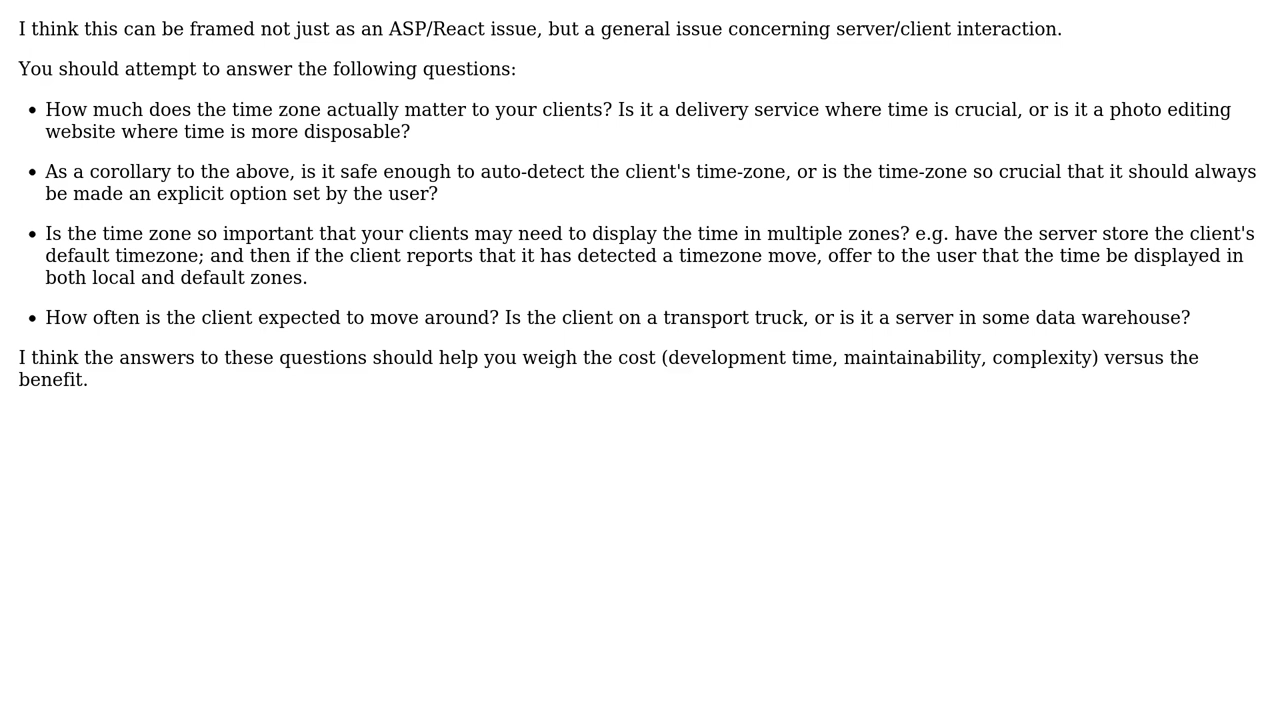 I think this can be framed not just as an ASP/React issue, but a general issue concerning server/client interaction.
You should attempt to answer the following questions:
• How much does the time zone actually matter to your clients? Is it a delivery service where time is crucial, or is it a photo editing
website where time is more disposable?
• As a corollary to the above, is it safe enough to auto-detect the client's time-zone, or is the time-zone so crucial that it should always
be made an explicit option set by the user?
• Is the time zone so important that your clients may need to display the time in multiple zones? e.g. have the server store the client's
default timezone; and then if the client reports that it has detected a timezone move, offer to the user that the time be displayed in
both local and default zones.
• How often is the client expected to move around? Is the client on a transport truck, or is it a server in some data warehouse?
I think the answers to these questions should help you weigh the cost (development time, maintainability, complexity) versus the
benefit.